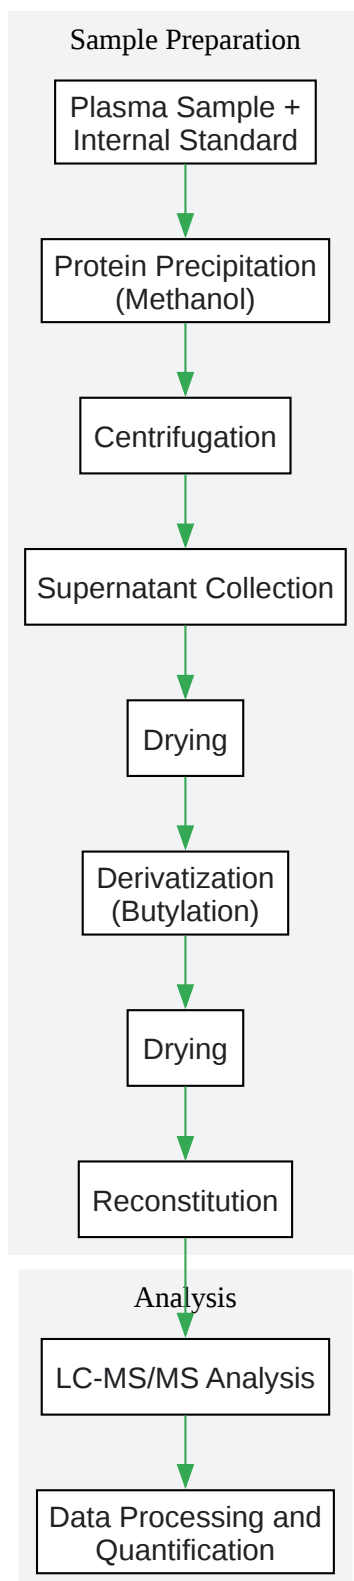 Sample Preparation
Plasma Sample +
Internal Standard
Protein Precipitation
(Methanol)
Centrifugation
Supernatant Collection
Drying
Derivatization
(Butylation)
Drying
Reconstitution
Analysis
LC-MS/MS Analysis
Data Processing and
Quantification